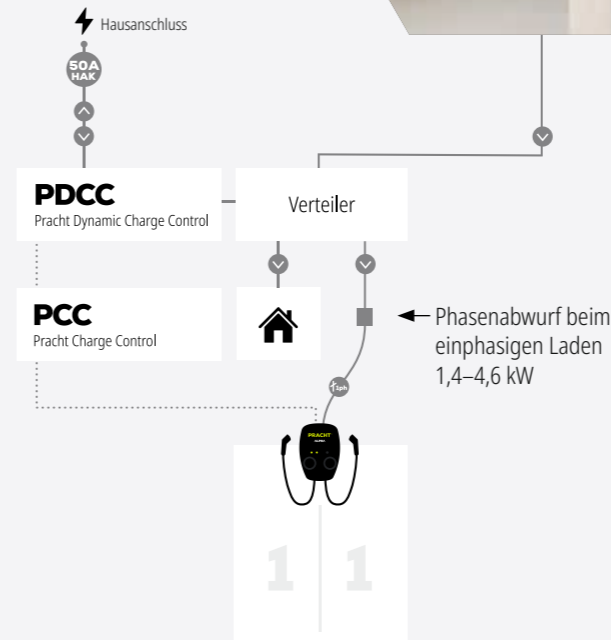 Hausanschluss
50A
HAK
PDCC
Pracht Dynamic Charge Control
Verteiler
PCC
Pracht Charge Control
Phasenabwurf beim
einphasigen Laden
1,4–4,6 kW
1ph
PRACHT
1 1